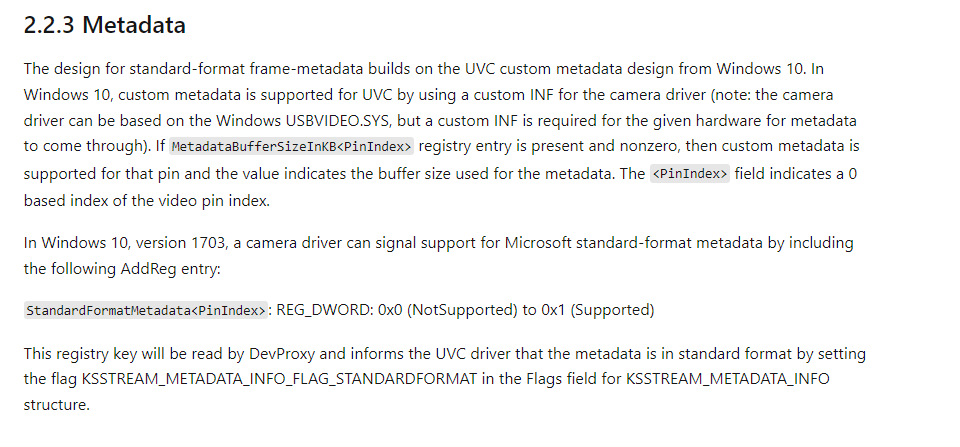 2.2.3 Metadata
The design for standard-format frame-metadata builds on the UVC custom metadata design from Windows 10. In
Windows 10, custom metadata is supported for UVC by using a custom INF for the camera driver (note: the camera
driver can be based on the Windows USBVIDEO.SYS, but a custom INF is required for the given hardware for metadata
to come through). If MetadataBufferSizeInKB<PinIndex> registry entry is present and nonzero, then custom metadata is
supported for that pin and the value indicates the buffer size used for the metadata. The <PinIndex> field indicates a 0
based index of the video pin index.
In Windows 10, version 1703, a camera driver can signal support for Microsoft standard-format metadata by including
the following AddReg entry:
StandardFormatMetadata<PinIndex>: REG_DWORD: 0x0 (NotSupported) to 0x1 (Supported)
This registry key will be read by DevProxy and informs the UVC driver that the metadata is in standard format by setting
the flag KSSTREAM_METADATA_INFO_FLAG_STANDARDFORMAT in the Flags field for KSSTREAM_METADATA_INFO
structure.